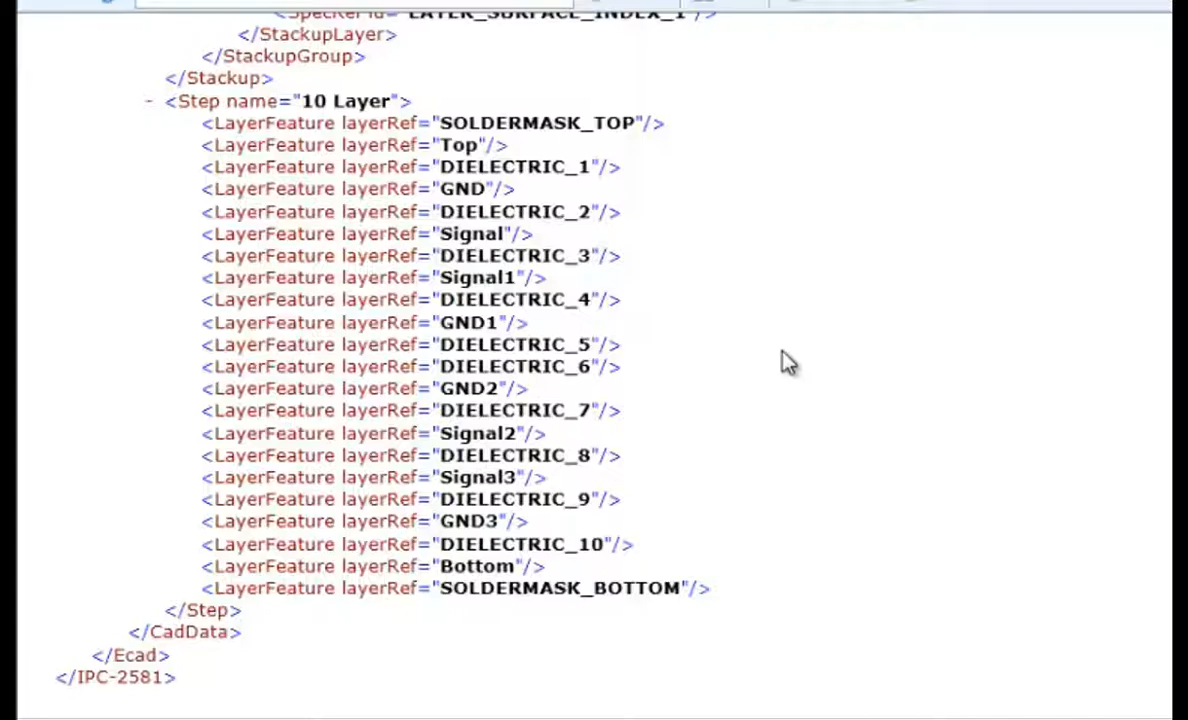 <SpecRef id="LAYER_SURFACE_INDEX_1"/>
</StackupLayer>
</StackupGroup>
</Stackup>
- <Step name="10 Layer">
<LayerFeature layerRef="SOLDERMASK_TOP"/>
<LayerFeature layerRef="Top"/>
<LayerFeature layerRef="DIELECTRIC_1"/>
<LayerFeature layerRef="GND"/>
<LayerFeature layerRef="DIELECTRIC_2"/>
<LayerFeature layerRef="Signal"/>
<LayerFeature layerRef="DIELECTRIC_3"/>
<LayerFeature layerRef="Signal1"/>
<LayerFeature layerRef="DIELECTRIC_4"/>
<LayerFeature layerRef="GND1"/>
<LayerFeature layerRef="DIELECTRIC_5"/>
<LayerFeature layerRef="DIELECTRIC_6"/>
<LayerFeature layerRef="GND2"/>
<LayerFeature layerRef="DIELECTRIC_7"/>
<LayerFeature layerRef="Signal2"/>
<LayerFeature layerRef="DIELECTRIC_8"/>
<LayerFeature layerRef="Signal3"/>
<LayerFeature layerRef="DIELECTRIC_9"/>
<LayerFeature layerRef="GND3"/>
<LayerFeature layerRef="DIELECTRIC_10"/>
<LayerFeature layerRef="Bottom"/>
<LayerFeature layerRef="SOLDERMASK_BOTTOM"/>
</Step>
</CadData>
</Ecad>
</IPC-2581>